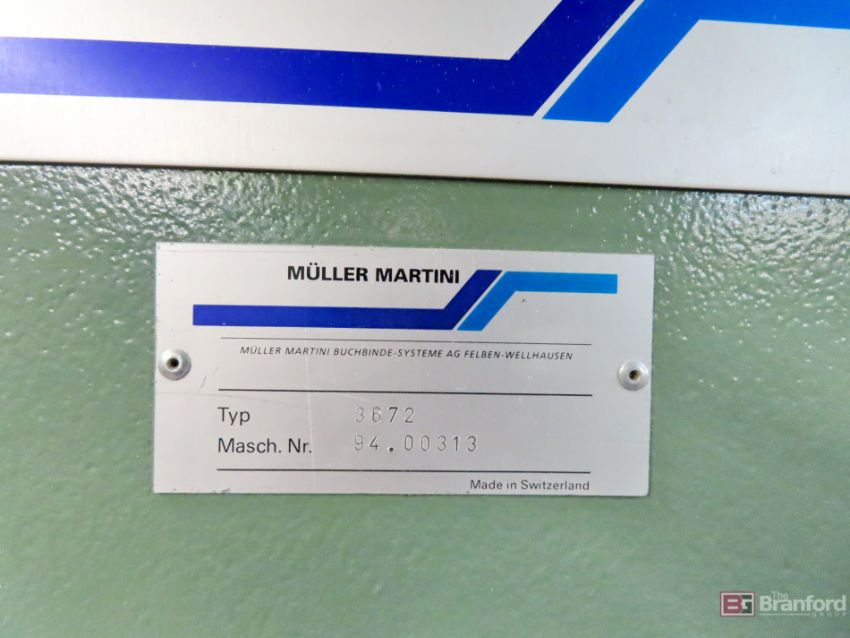 MÜLLER MARTINI
MÜLLER MARTINI BUCHBINDE-SYSTEME AG FELBEN-WELLHAUSEN
Typ 3672
Masch. Nr. 94.00313
Made in Switzerland
BG The Branford GROUP